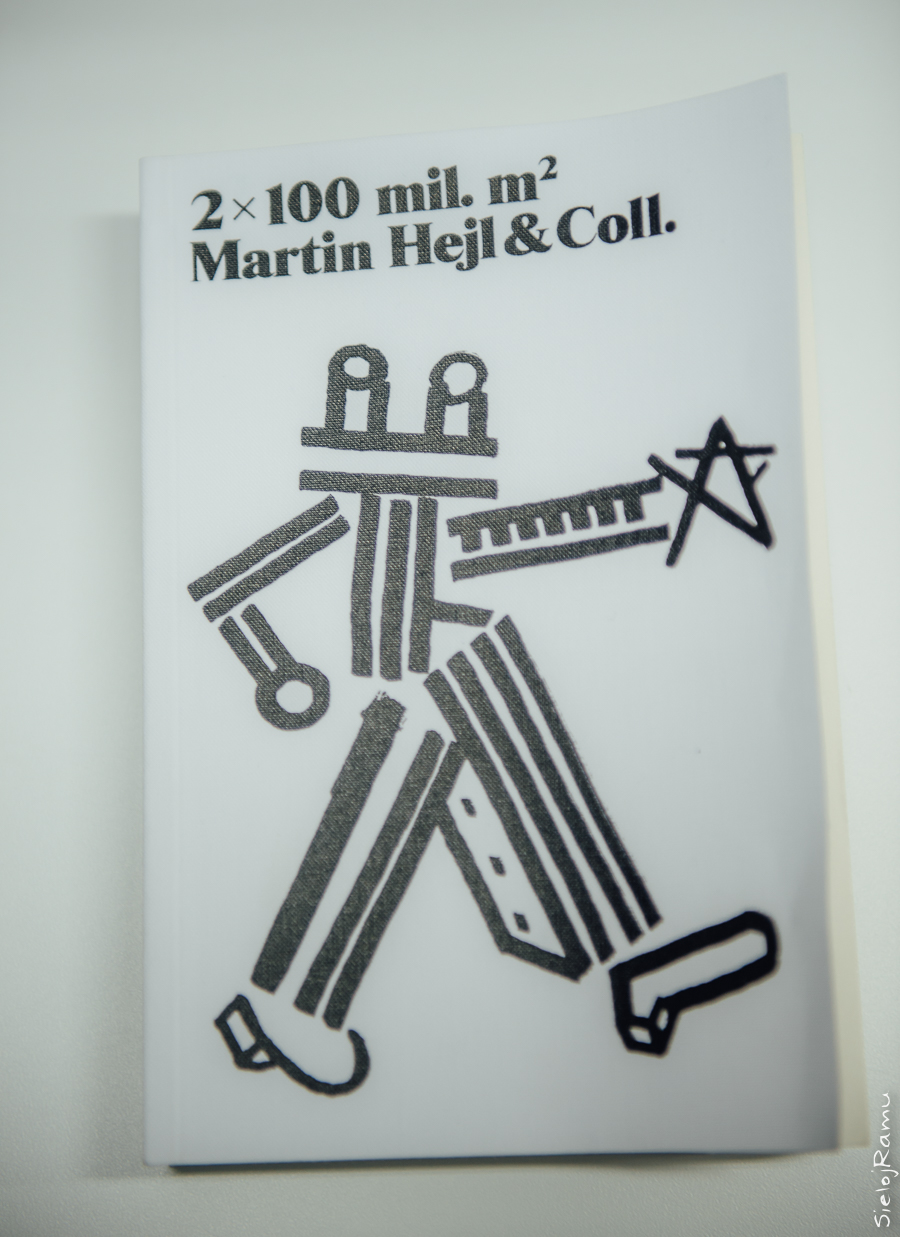 2 × 100 mil. m²
Martin Hejl & Coll.
SielojRamu